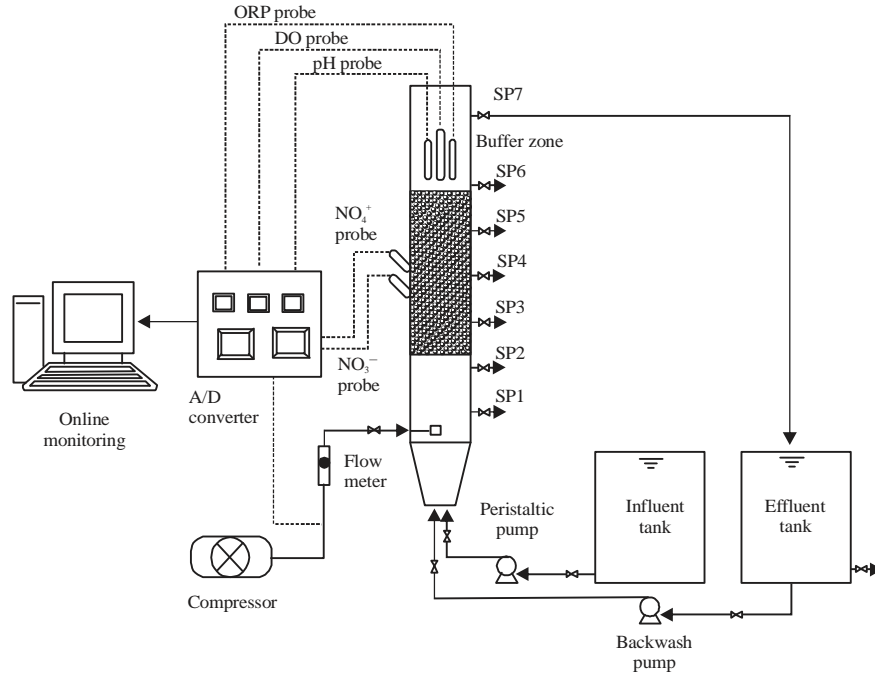 ORP probe
DO probe
pH probe
SP7
Buffer zone
SP6
NO₄⁺
probe
SP5
SP4
SP3
NO₃⁻
probe
SP2
SP1
A/D
converter
Online
monitoring
Flow
meter
Peristaltic
pump
Influent
tank
Effluent
tank
Compressor
Backwash
pump